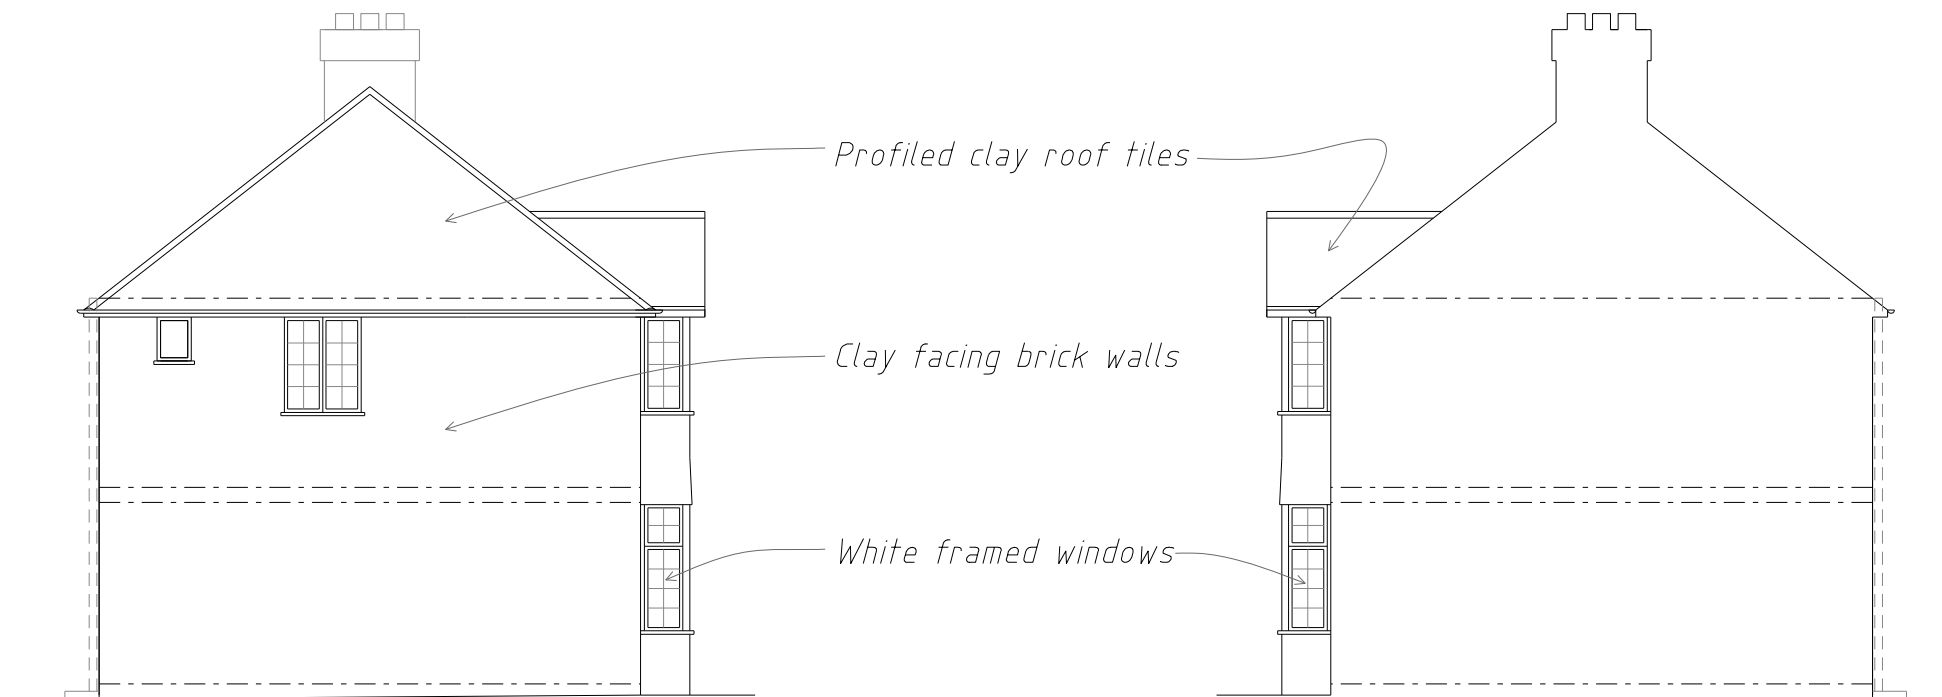 Profiled clay roof tiles
Clay facing brick walls
White framed windows